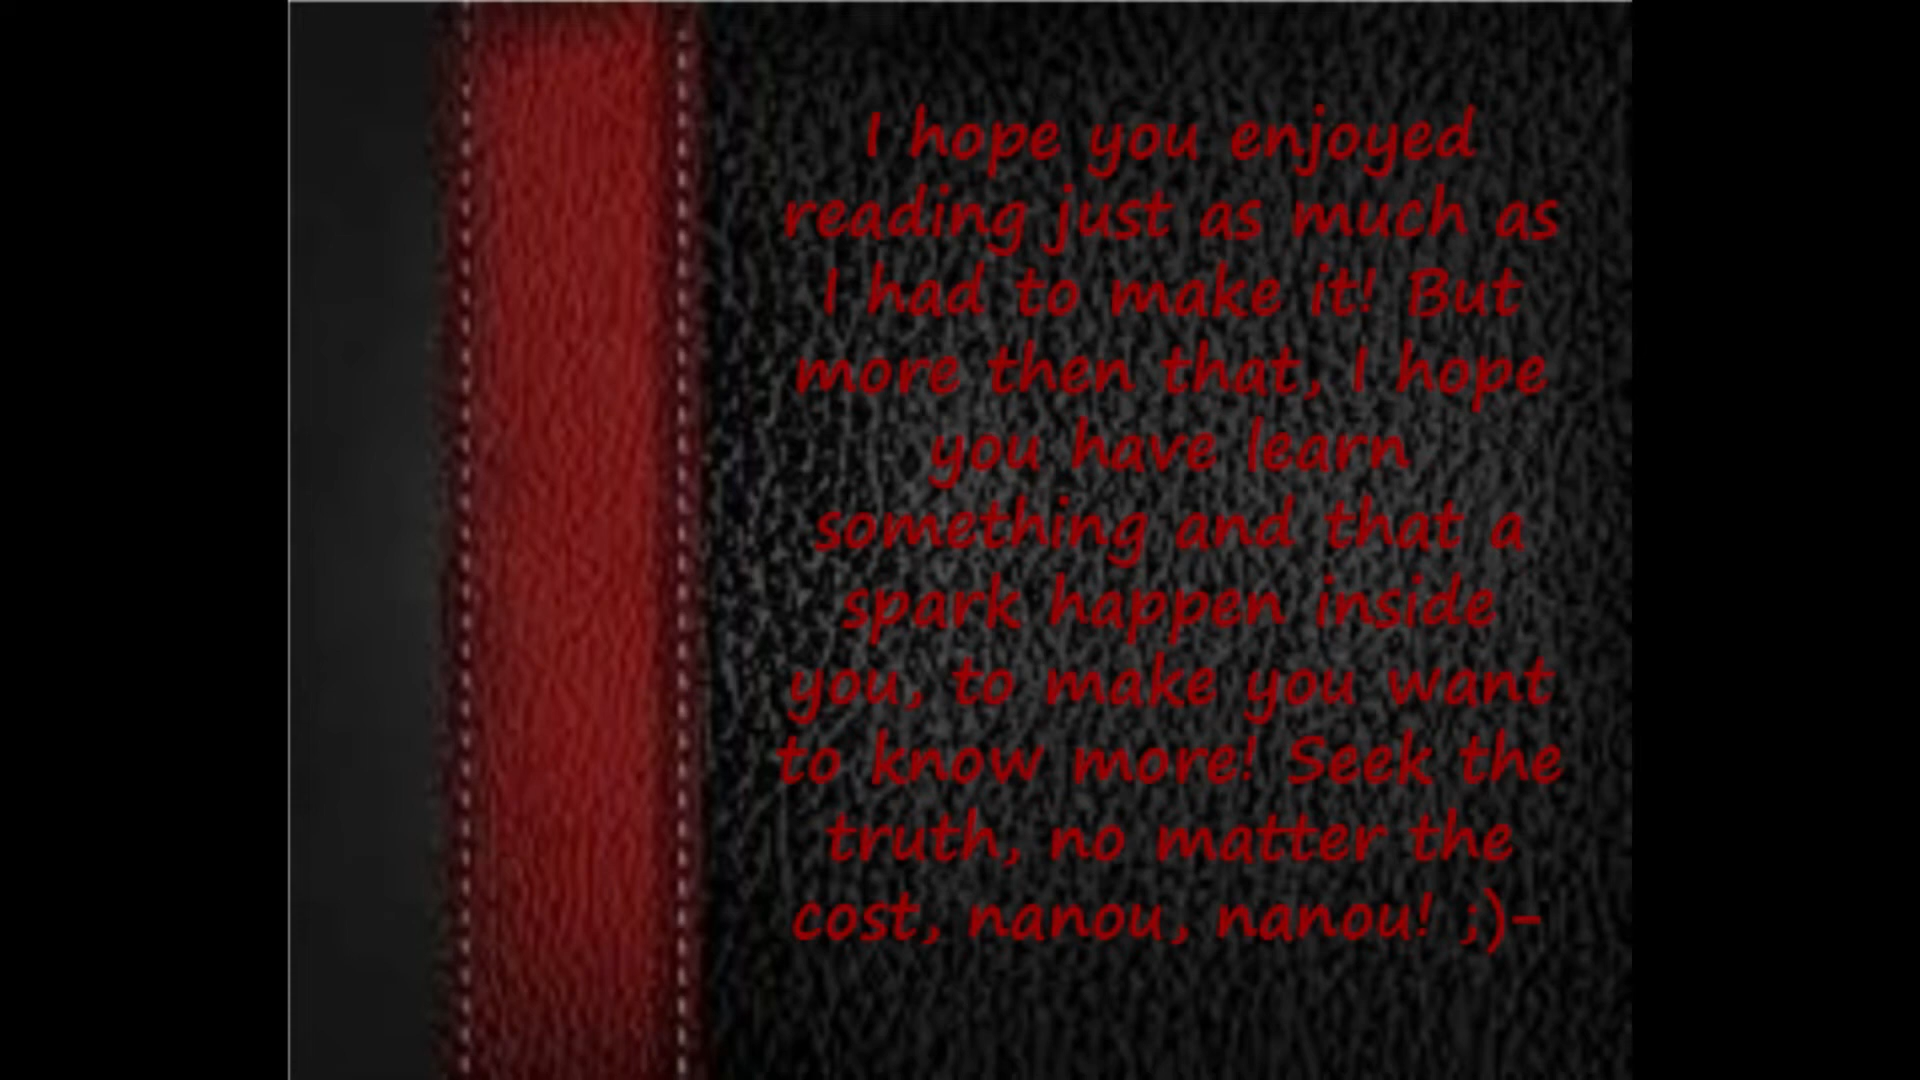 I hope you enjoyed
reading just as much as
I had to make it! But
more then that, I hope
you have learn
something and that a
spark happen inside
you, to make you want
to know more! Seek the
truth, no matter the
cost, nanou, nanou! ;)-